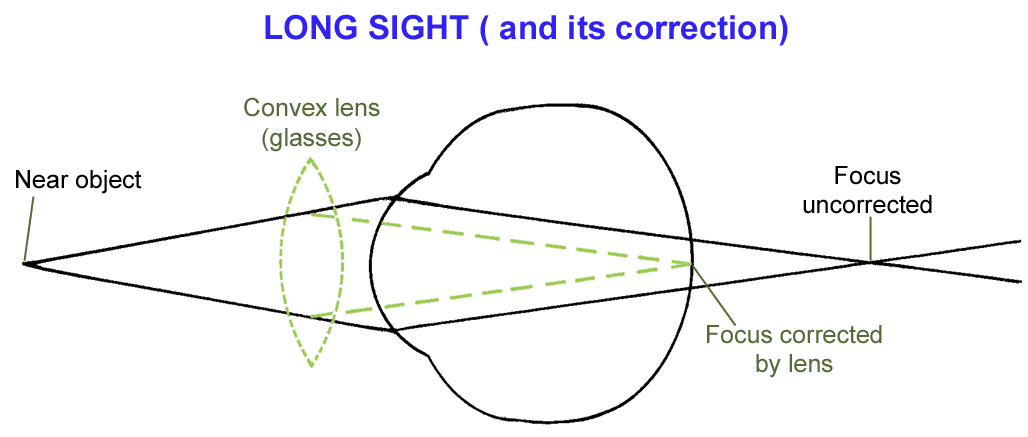 LONG SIGHT ( and its correction)
Convex lens
(glasses)
Near object
Focus
uncorrected
Focus corrected
by lens